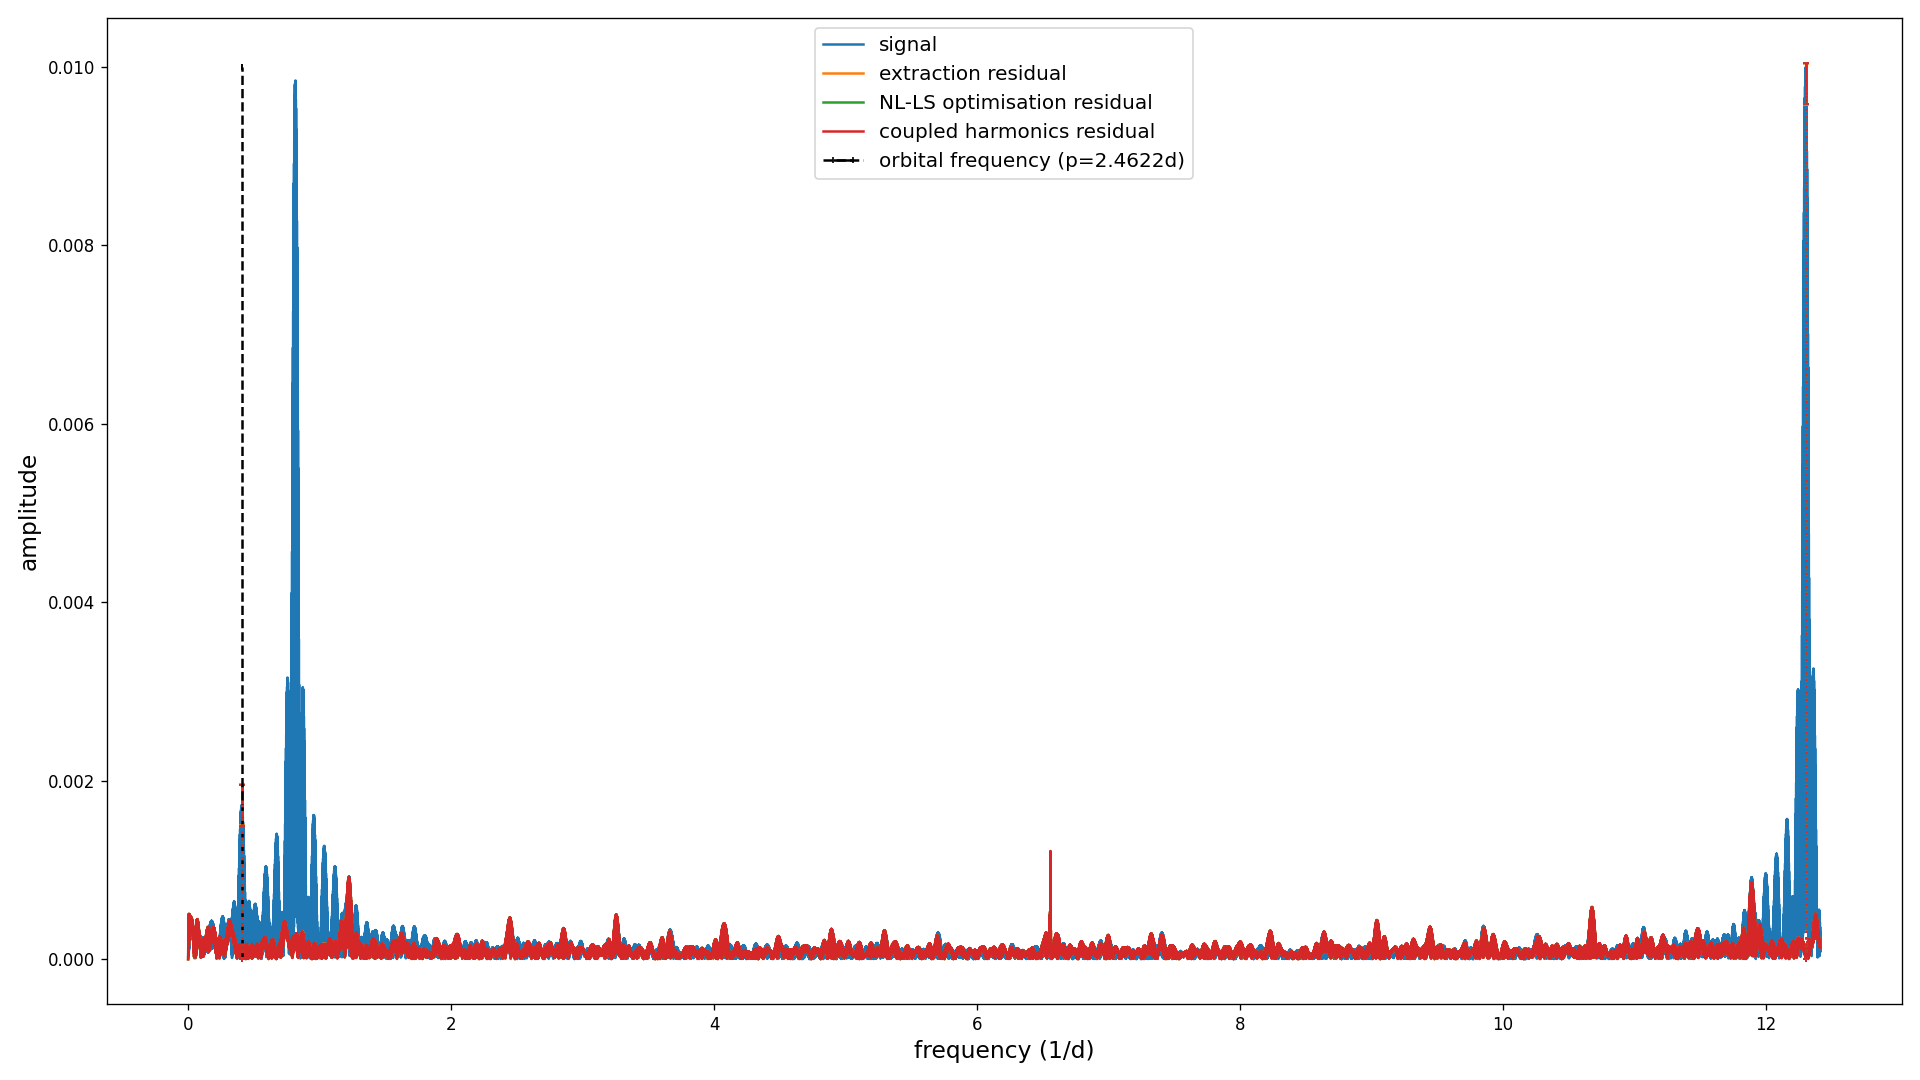 signal
extraction residual
NL-LS optimisation residual
coupled harmonics residual
orbital frequency (p=2.4622d)
0.010
0.008
0.006
0.004
0.002
0.000
amplitude
0 2 4 6 8 10 12
frequency (1/d)